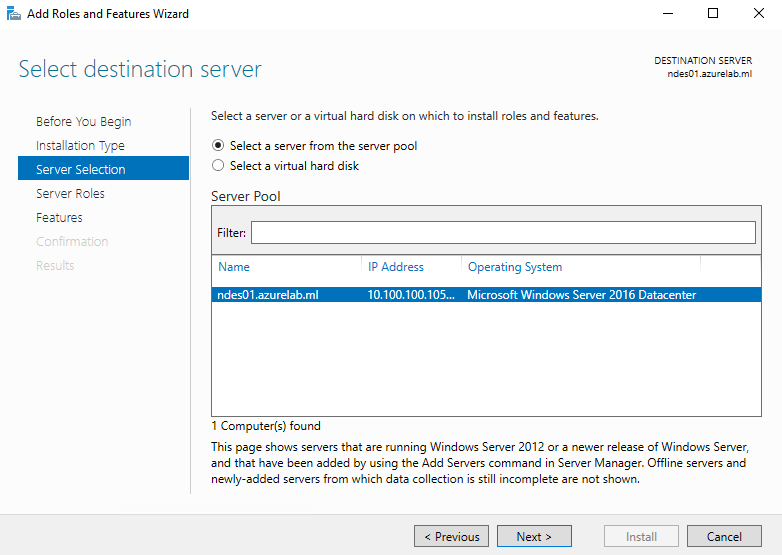 Add Roles and Features Wizard
Select destination server
DESTINATION SERVER
ndes01.azurelab.ml
Before You Begin
Installation Type
Server Selection
Server Roles
Features
Confirmation
Results
Select a server or a virtual hard disk on which to install roles and features.
Select a server from the server pool
Select a virtual hard disk
Server Pool
Filter:
Name IP Address Operating System
ndes01.azurelab.ml 10.100.100.105... Microsoft Windows Server 2016 Datacenter
1 Computer(s) found
This page shows servers that are running Windows Server 2012 or a newer release of Windows Server,
and that have been added by using the Add Servers command in Server Manager. Offline servers and
newly-added servers from which data collection is still incomplete are not shown.
< Previous Next > Install Cancel